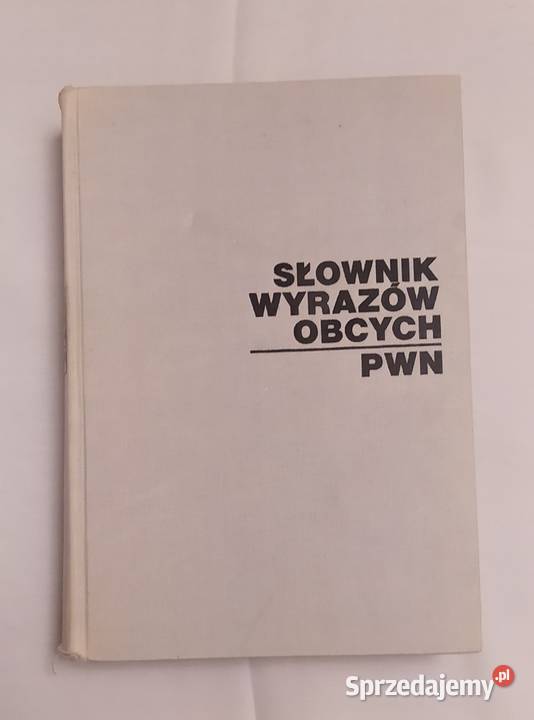 SŁOWNIK
WYRAZÓW
OBCYCH
PWN
Sprzedajemy.pl